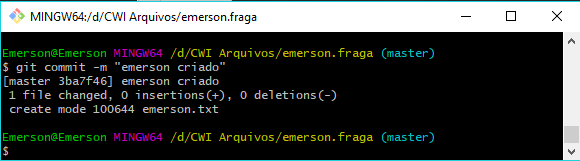 MINGW64:/d/CWI Arquivos/emerson.fraga
Emerson@Emerson MINGW64 /d/CWI Arquivos/emerson.fraga (master)
$ git commit -m "emerson criado"
[master 3ba7f46] emerson criado
 1 file changed, 0 insertions(+), 0 deletions(-)
 create mode 100644 emerson.txt
Emerson@Emerson MINGW64 /d/CWI Arquivos/emerson.fraga (master)
$